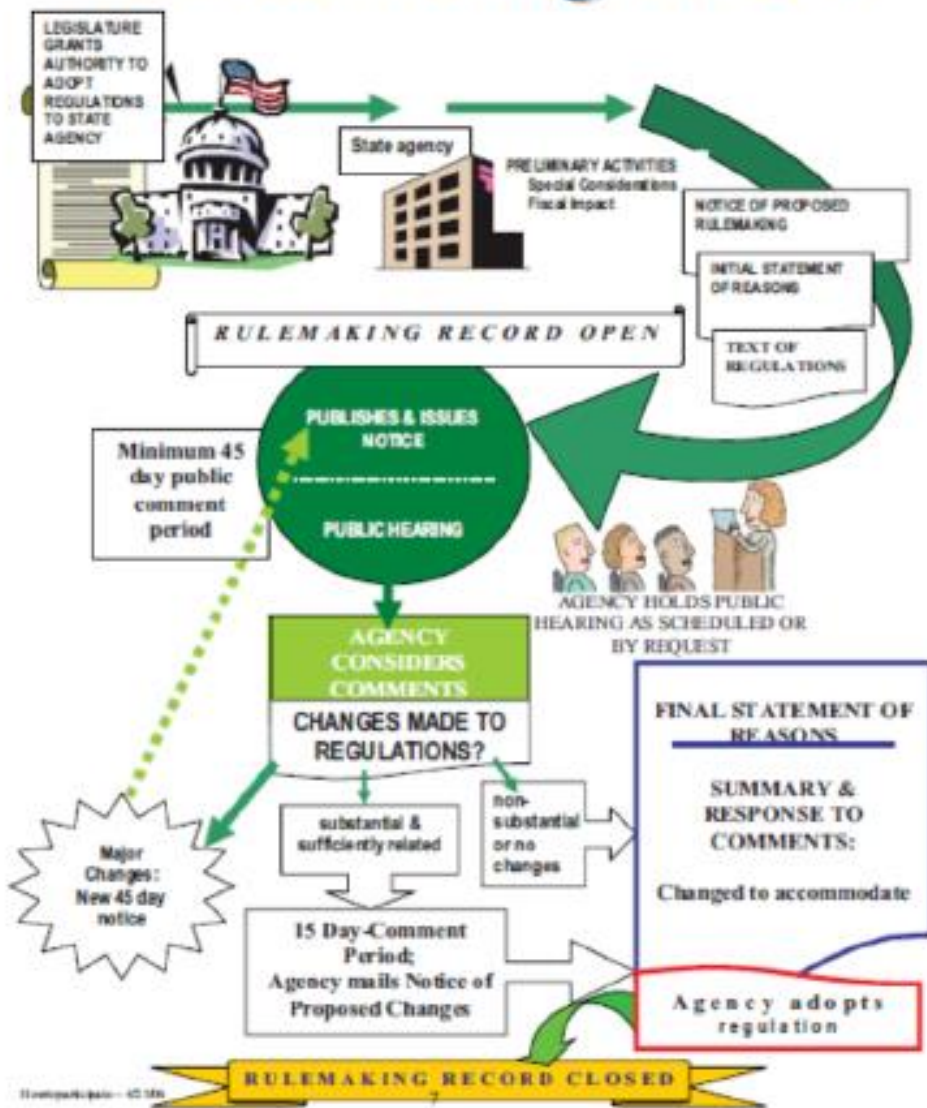 LEGISLATURE
GRANTS
AUTHORITY TO
ADOPT
REGULATIONS
TO STATE
AGENCY
State agency
PRELIMINARY ACTIVITIES
Special Considerations
Fiscal Impact
NOTICE OF PROPOSED
RULEMAKING
INITIAL STATEMENT
OF REASONS
TEXT OF
REGULATIONS
RULEMAKING RECORD OPEN
PUBLISHES & ISSUES
NOTICE
PUBLIC HEARING
Minimum 45
day public
comment
period
AGENCY HOLDS PUBLIC
HEARING AS SCHEDULED OR
BY REQUEST
AGENCY
CONSIDERS
COMMENTS
CHANGES MADE TO
REGULATIONS?
Major
Changes:
New 45 day
notice
substantial &
sufficiently related
non-
substantial
or no
changes
15 Day-Comment
Period;
Agency mails Notice of
Proposed Changes
FINAL STATEMENT OF
REASONS
SUMMARY &
RESPONSE TO
COMMENTS:
Changed to accommodate
Agency adopts
regulation
RULEMAKING RECORD CLOSED
7